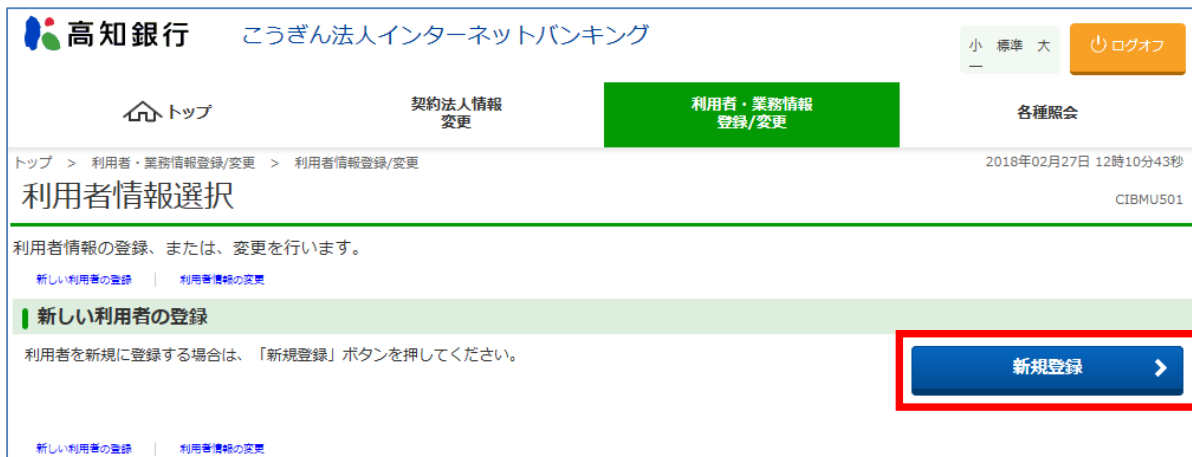 高知銀行 こうぎん法人インターネットバンキング
小 標準 大
ログオフ
トップ
契約法人情報
変更
利用者・業務情報
登録/変更
各種照会
トップ > 利用者・業務情報登録/変更 > 利用者情報登録/変更
2018年02月27日 12時10分43秒
利用者情報選択
CIBMU501
利用者情報の登録、または、変更を行います。
新しい利用者の登録 | 利用者情報の変更
新しい利用者の登録
利用者を新規に登録する場合は、「新規登録」ボタンを押してください。
新規登録
新しい利用者の登録 | 利用者情報の変更